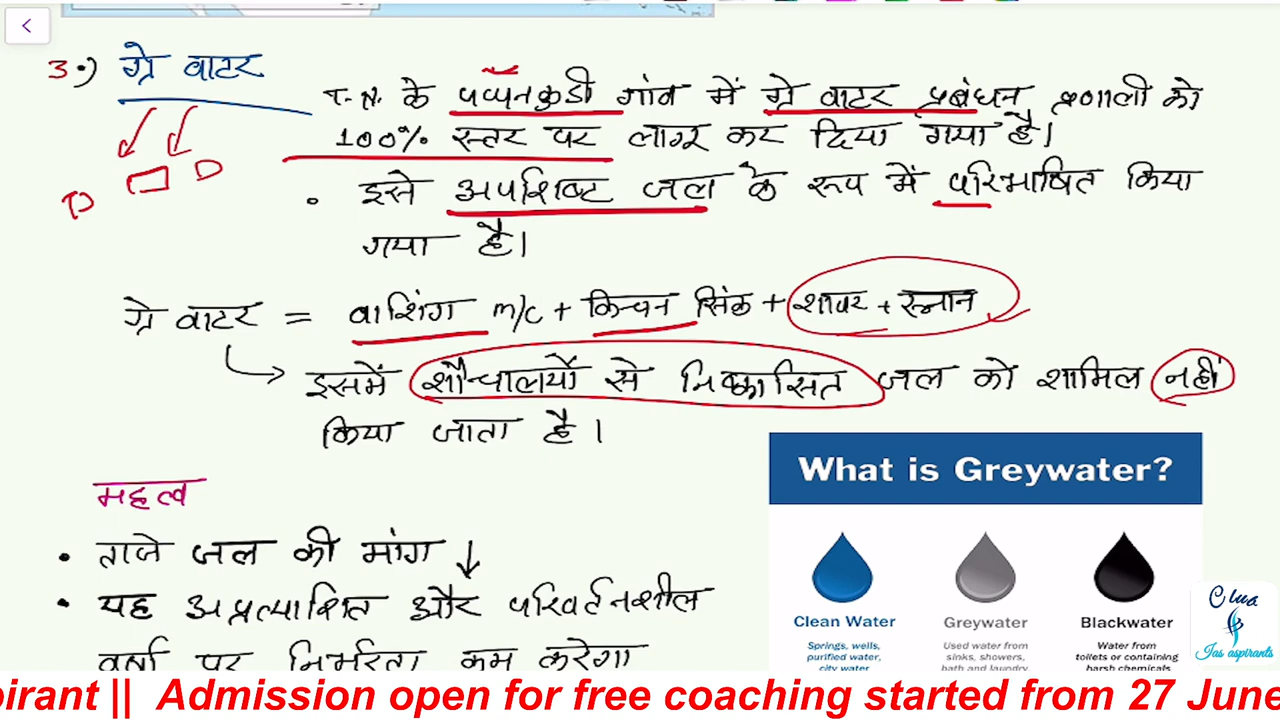 3.) ग्रे वाटर
T.N. के पप्पनकुडी गांव में ग्रे वाटर प्रबंधन प्रणाली को
100% स्तर पर लागू कर दिया गया है।
• इसे अपशिष्ट जल के रूप में परिभाषित किया
गया है।
ग्रे वाटर = वाशिंग m/c + किचन सिंक + शावर + स्नान
इसमें शौचालयों से निष्कासित जल को शामिल नहीं
किया जाता है।
महत्व
• ताजे जल की मांग ↓
• यह अप्रत्याशित और परिवर्तनशील
वर्षा पर निर्भरता कम करेगा
What is Greywater?
Clean Water
Springs, wells,
purified water,
city water
Greywater
Used water from
sinks, showers,
bath and laundry
Blackwater
Water from
toilets or containing
harsh chemicals
Jas aspirants
pirant || Admission open for free coaching started from 27 June